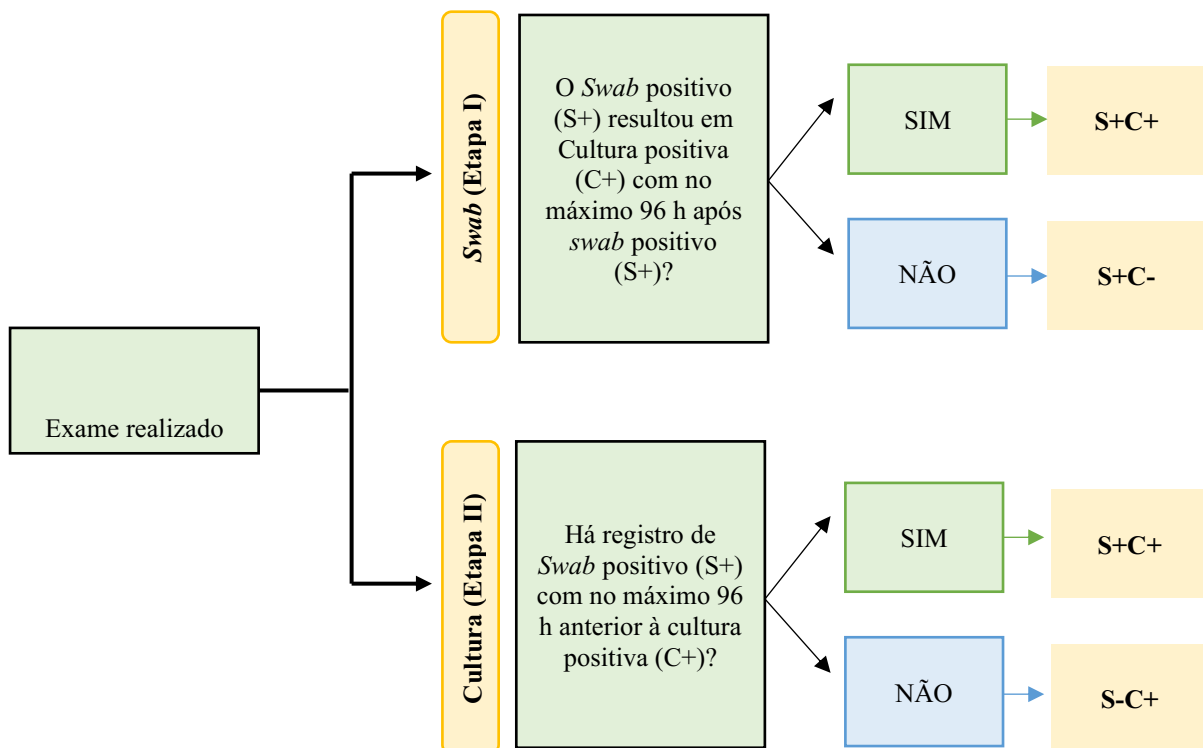 Exame realizado
Swab (Etapa I)
O Swab positivo
(S+) resultou em
Cultura positiva
(C+) com no
máximo 96 h após
swab positivo
(S+)?
SIM
S+C+
NÃO
S+C-
Cultura (Etapa II)
Há registro de
Swab positivo (S+)
com no máximo 96
h anterior à cultura
positiva (C+)?
SIM
S+C+
NÃO
S-C+